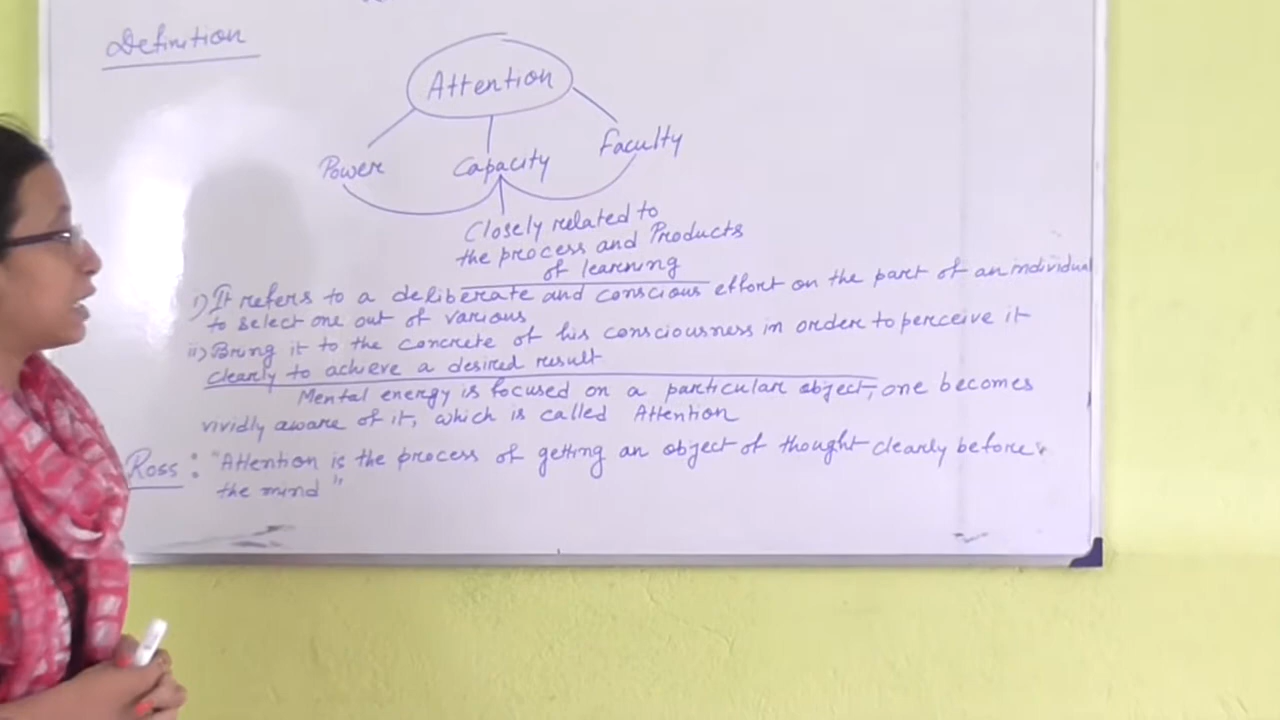 Definition
Attention
Power Capacity Faculty
Closely related to
the process and Products
of learning
i) It refers to a deliberate and conscious effort on the part of an individual
to select one out of various
ii) Bring it to the concrete of his consciousness in order to perceive it
clearly to achieve a desired result
Mental energy is focused on a particular object, one becomes
vividly aware of it, which is called Attention
Ross : "Attention is the process of getting an object of thought clearly before
the mind"